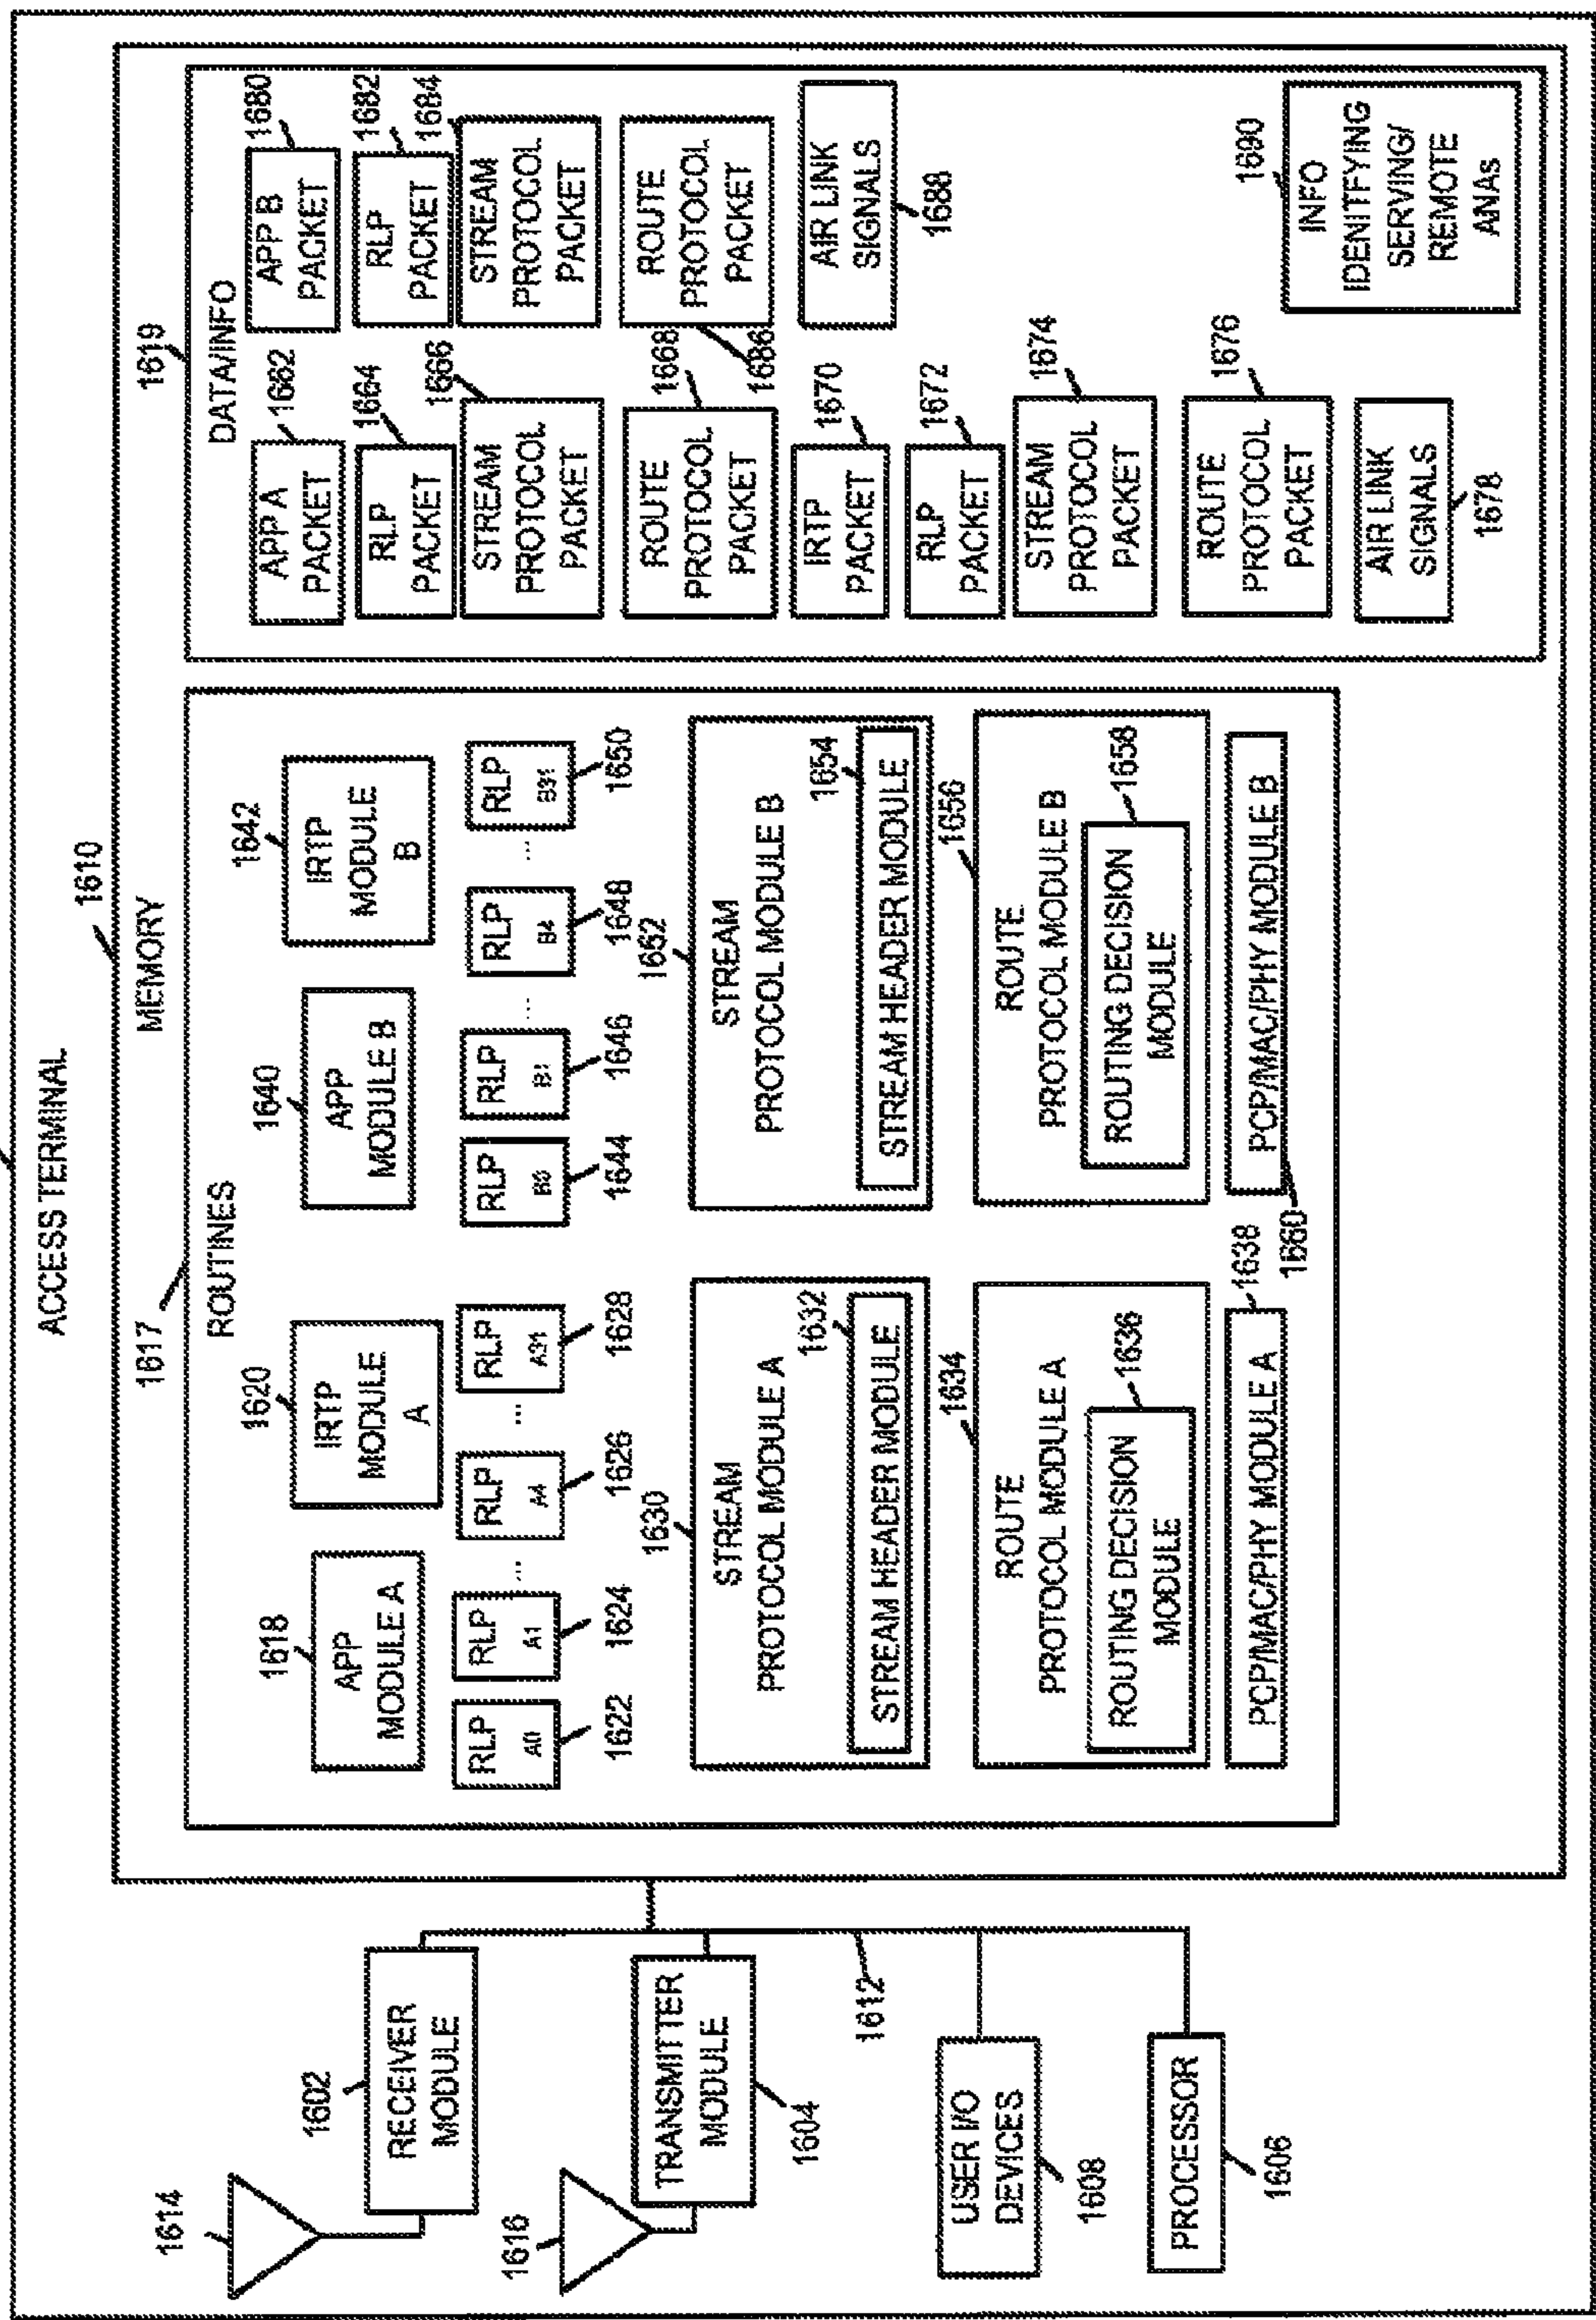 ACCESS TERMINAL
1614
1602
RECEIVER
MODULE
1616
TRANSMITTER
MODULE
1604
1612
USER I/O
DEVICES
1608
PROCESSOR
1606
1610
MEMORY
1617
ROUTINES
1618
APP
MODULE A
1620
IRTP
MODULE
A
1640
APP
MODULE B
1642
IRTP
MODULE
B
RLP
A0
1622
RLP
A1
1624
...
RLP
A4
1626
...
RLP
A31
1628
RLP
B0
1644
RLP
B1
1646
...
RLP
B4
1648
...
RLP
B31
1650
1630
STREAM
PROTOCOL MODULE A
1632
STREAM HEADER MODULE
1652
STREAM
PROTOCOL MODULE B
1654
STREAM HEADER MODULE
1634
ROUTE
PROTOCOL MODULE A
1636
ROUTING DECISION
MODULE
1656
ROUTE
PROTOCOL MODULE B
1658
ROUTING DECISION
MODULE
PCP/MAC/PHY MODULE A
1638
PCP/MAC/PHY MODULE B
1660
1619
DATA/INFO
APP A
PACKET
1662
RLP
PACKET
1664
STREAM
PROTOCOL
PACKET
1666
ROUTE
PROTOCOL
PACKET
1668
IRTP
PACKET
1670
RLP
PACKET
1672
STREAM
PROTOCOL
PACKET
1674
ROUTE
PROTOCOL
PACKET
1676
AIR LINK
SIGNALS
1678
APP B
PACKET
1680
RLP
PACKET
1682
STREAM
PROTOCOL
PACKET
1684
ROUTE
PROTOCOL
PACKET
1686
AIR LINK
SIGNALS
1688
1690
INFO
IDENITFYING
SERVING/
REMOTE
ANAs